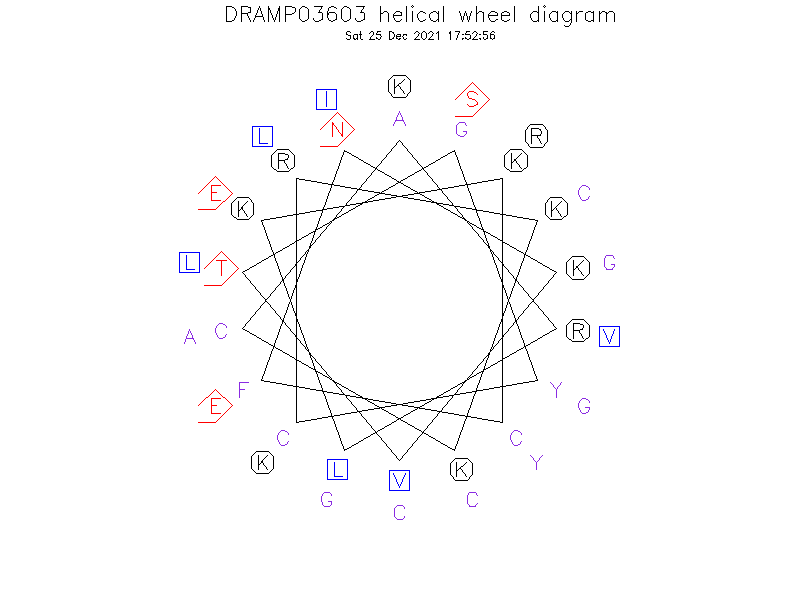 DRAMP03603 helical wheel diagram
Sat 25 Dec 2021 17:52:56
K
I S
A
L N G R
R K
E K K C
L T K G
A C R V
E F Y G
C C
K L K Y
V
G C
C